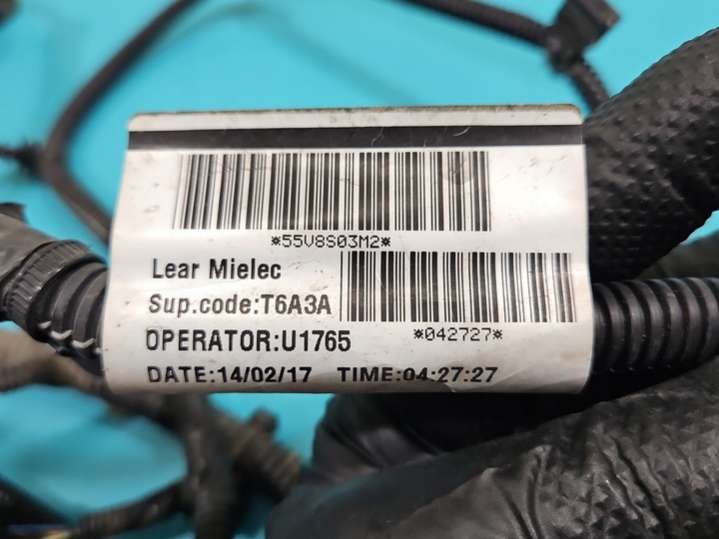 *55V8S03M2*
Lear Mielec
Sup.code:T6A3A
*042727*
OPERATOR:U1765
DATE:14/02/17 TIME:04:27:27